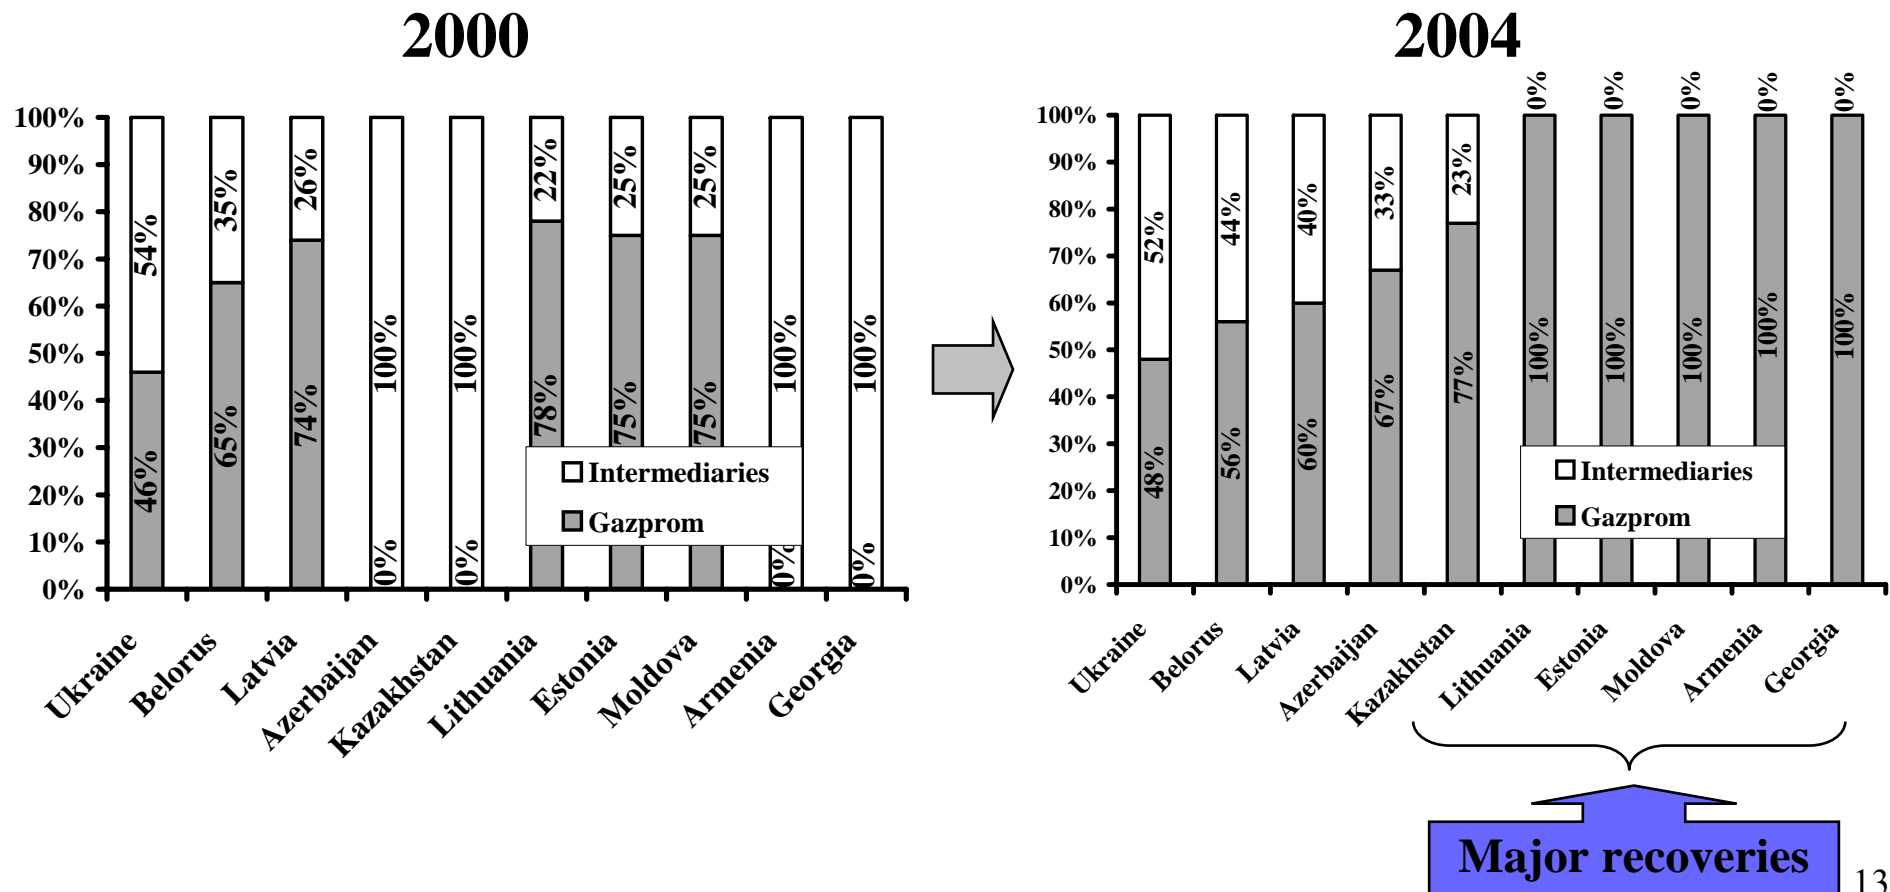 2000
2004
100%
90%
80%
70%
60%
50%
40%
30%
20%
10%
0%
54%
35%
26%
100%
100%
22%
25%
25%
100%
100%
46%
65%
74%
0%
0%
78%
75%
75%
0%
0%
Intermediaries
Gazprom
Ukraine
Belorus
Latvia
Azerbaijan
Kazakhstan
Lithuania
Estonia
Moldova
Armenia
Georgia
100%
90%
80%
70%
60%
50%
40%
30%
20%
10%
0%
52%
44%
40%
33%
23%
0%
0%
0%
0%
0%
48%
56%
60%
67%
77%
100%
100%
100%
100%
100%
Intermediaries
Gazprom
Ukraine
Belorus
Latvia
Azerbaijan
Kazakhstan
Lithuania
Estonia
Moldova
Armenia
Georgia
Major recoveries
13